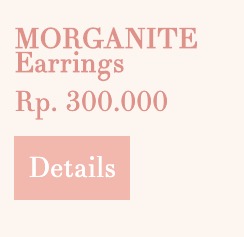 MORGANITE
Earrings
Rp. 300.000
Details